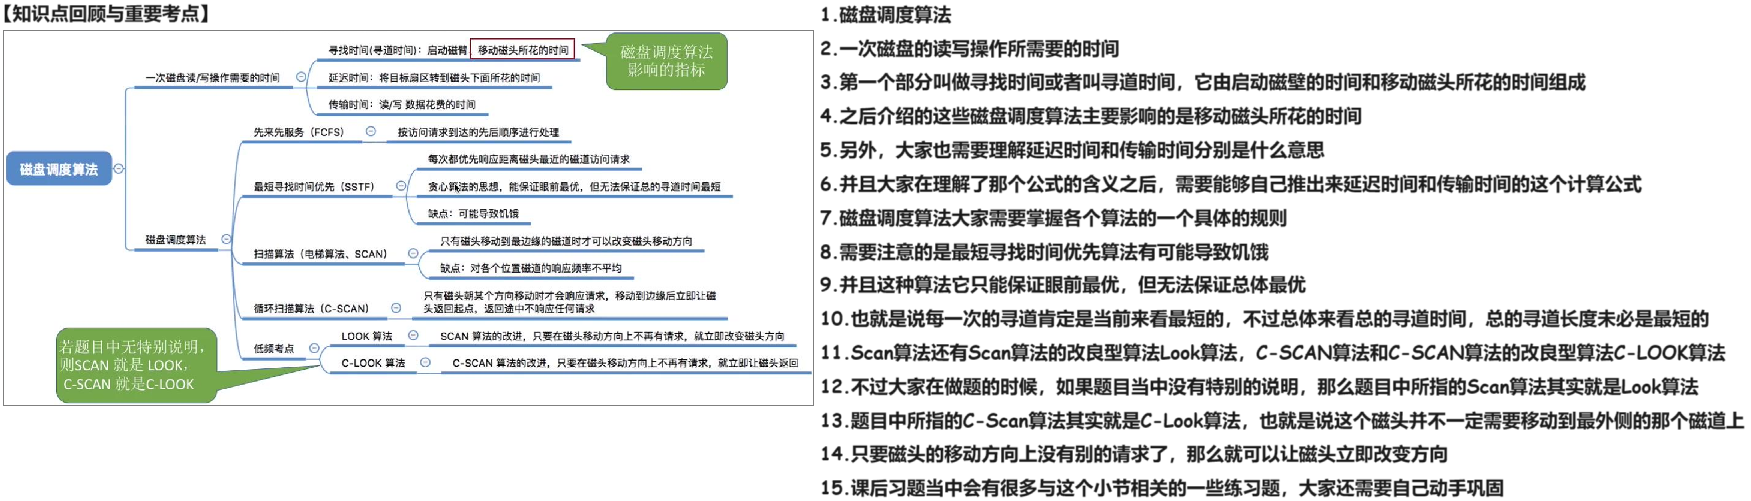 【知识点回顾与重要考点】
磁盘调度算法
一次磁盘读/写操作需要的时间
寻找时间(寻道时间)：启动磁臂、移动磁头所花的时间
磁盘调度算法
影响的指标
延迟时间：将目标扇区转到磁头下面所花的时间
传输时间：读/写 数据花费的时间
磁盘调度算法
先来先服务（FCFS）
按访问请求到达的先后顺序进行处理
最短寻找时间优先（SSTF）
每次都优先响应距离磁头最近的磁道访问请求
贪心算法的思想，能保证眼前最优，但无法保证总的寻道时间最短
缺点：可能导致饥饿
扫描算法（电梯算法、SCAN）
只有磁头移动到最边缘的磁道时才可以改变磁头移动方向
缺点：对各个位置磁道的响应频率不平均
循环扫描算法（C-SCAN）
只有磁头朝某个方向移动时才会响应请求，移动到边缘后立即让磁
头返回起点，返回途中不响应任何请求
低频考点
LOOK 算法
SCAN 算法的改进，只要在磁头移动方向上不再有请求，就立即改变磁头方向
C-LOOK 算法
C-SCAN 算法的改进，只要在磁头移动方向上不再有请求，就立即让磁头返回
若题目中无特别说明，
则SCAN 就是 LOOK，
C-SCAN 就是C-LOOK
1.磁盘调度算法
2.一次磁盘的读写操作所需要的时间
3.第一个部分叫做寻找时间或者叫寻道时间，它由启动磁壁的时间和移动磁头所花的时间组成
4.之后介绍的这些磁盘调度算法主要影响的是移动磁头所花的时间
5.另外，大家也需要理解延迟时间和传输时间分别是什么意思
6.并且大家在理解了那个公式的含义之后，需要能够自己推出来延迟时间和传输时间的这个计算公式
7.磁盘调度算法大家需要掌握各个算法的一个具体的规则
8.需要注意的是最短寻找时间优先算法有可能导致饥饿
9.并且这种算法它只能保证眼前最优，但无法保证总体最优
10.也就是说每一次的寻道肯定是当前来看最短的，不过总体来看总的寻道时间，总的寻道长度未必是最短的
11.Scan算法还有Scan算法的改良型算法Look算法，C-SCAN算法和C-SCAN算法的改良型算法C-LOOK算法
12.不过大家在做题的时候，如果题目当中没有特别的说明，那么题目中所指的Scan算法其实就是Look算法
13.题目中所指的C-Scan算法其实就是C-Look算法，也就是说这个磁头并不一定需要移动到最外侧的那个磁道上
14.只要磁头的移动方向上没有别的请求了，那么就可以让磁头立即改变方向
15.课后习题当中会有很多与这个小节相关的一些练习题，大家还需要自己动手巩固